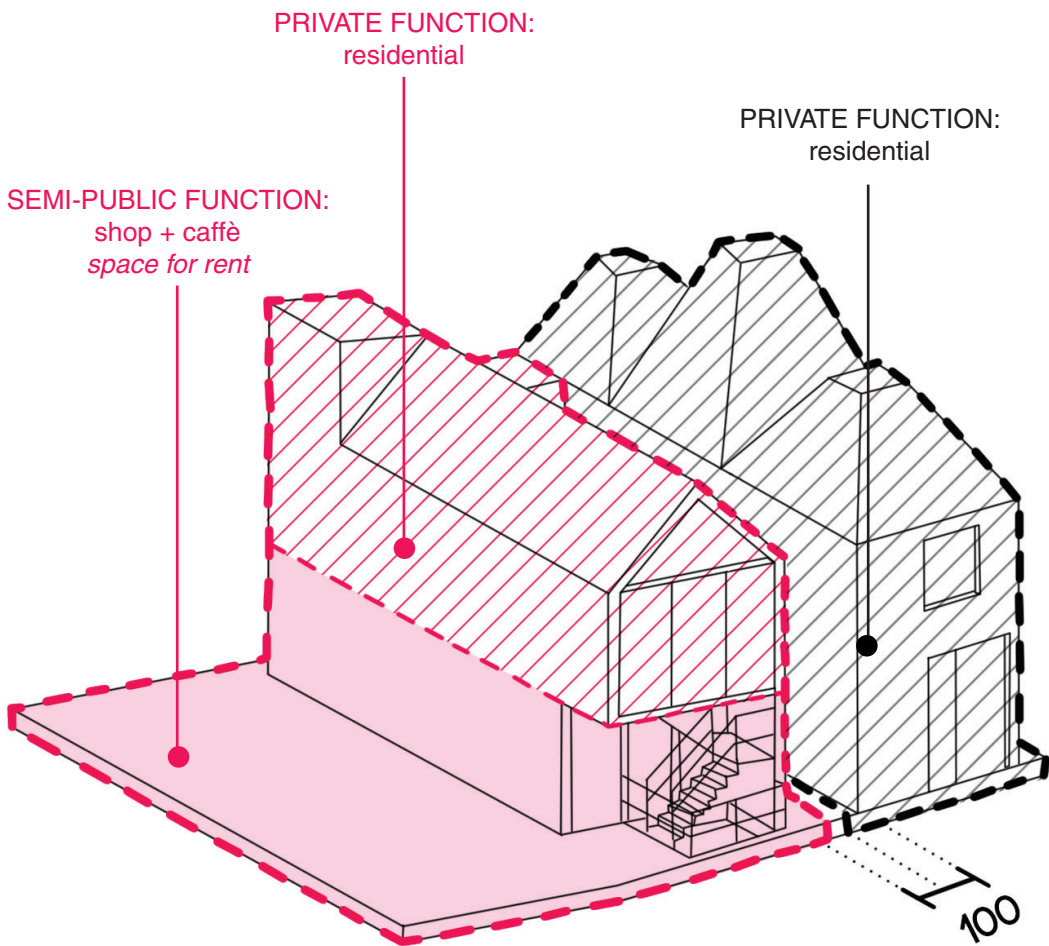 PRIVATE FUNCTION:
residential
PRIVATE FUNCTION:
residential
SEMI-PUBLIC FUNCTION:
shop + caffè
space for rent
100